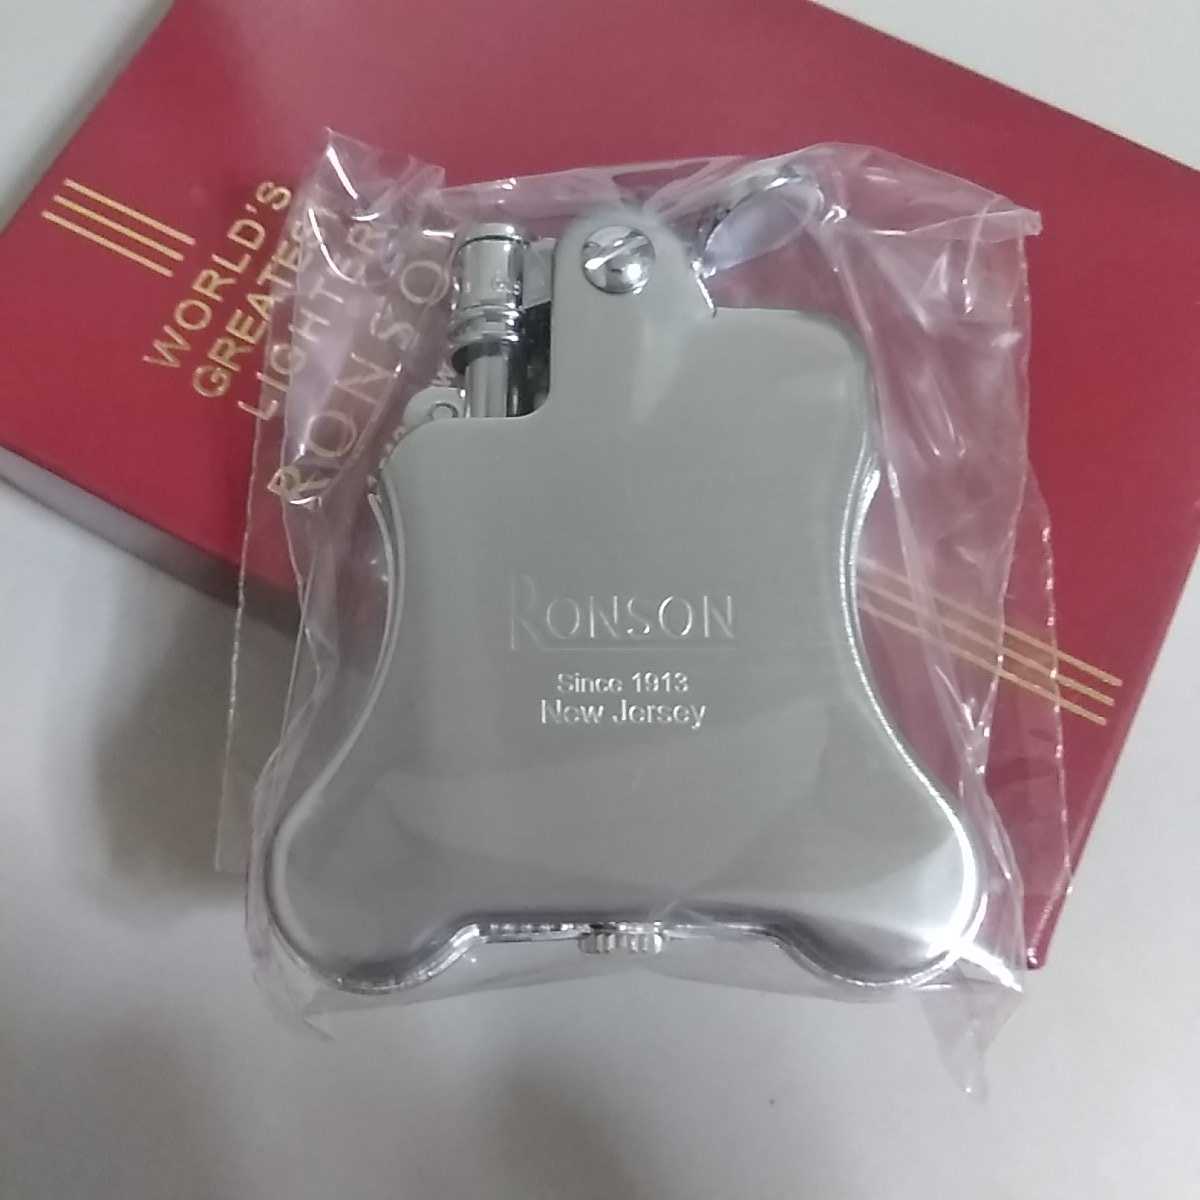 WORLD'S
GREATEST
LIGHTER
RONSON
RONSON
Since 1913
New Jersey